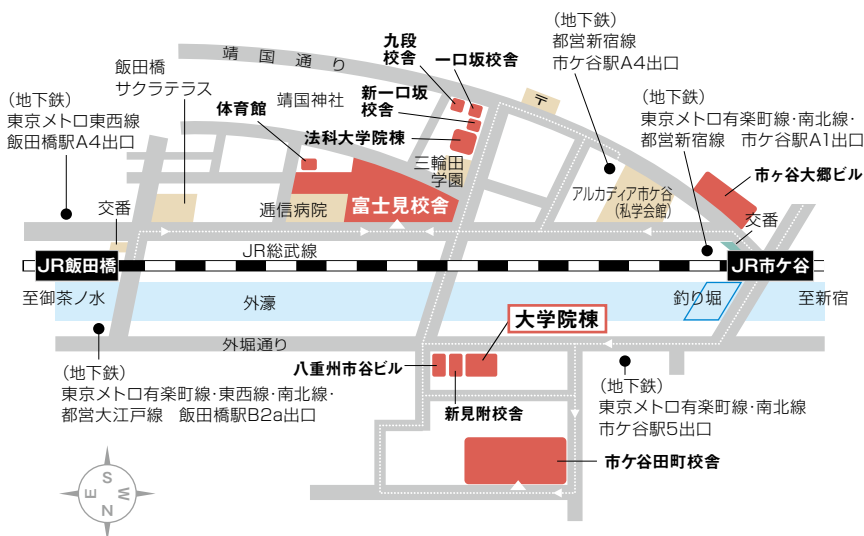 靖国通り
九段
校舎
一口坂校舎
新一口坂
校舎
法科大学院棟
体育館
靖国神社
飯田橋
サクラテラス
(地下鉄)
東京メトロ東西線
飯田橋駅A4出口
(地下鉄)
都営新宿線
市ケ谷駅A4出口
(地下鉄)
東京メトロ有楽町線・南北線・
都営新宿線 市ケ谷駅A1出口
〒
三輪田
学園
市ヶ谷大郷ビル
アルカディア市ケ谷
(私学会館)
交番
逓信病院
富士見校舎
交番
JR総武線
JR飯田橋
JR市ケ谷
至御茶ノ水
外濠
釣り堀
至新宿
大学院棟
外堀通り
八重州市谷ビル
新見附校舎
(地下鉄)
東京メトロ有楽町線・東西線・南北線・
都営大江戸線 飯田橋駅B2a出口
(地下鉄)
東京メトロ有楽町線・南北線
市ケ谷駅5出口
市ケ谷田町校舎
S
E
W
N